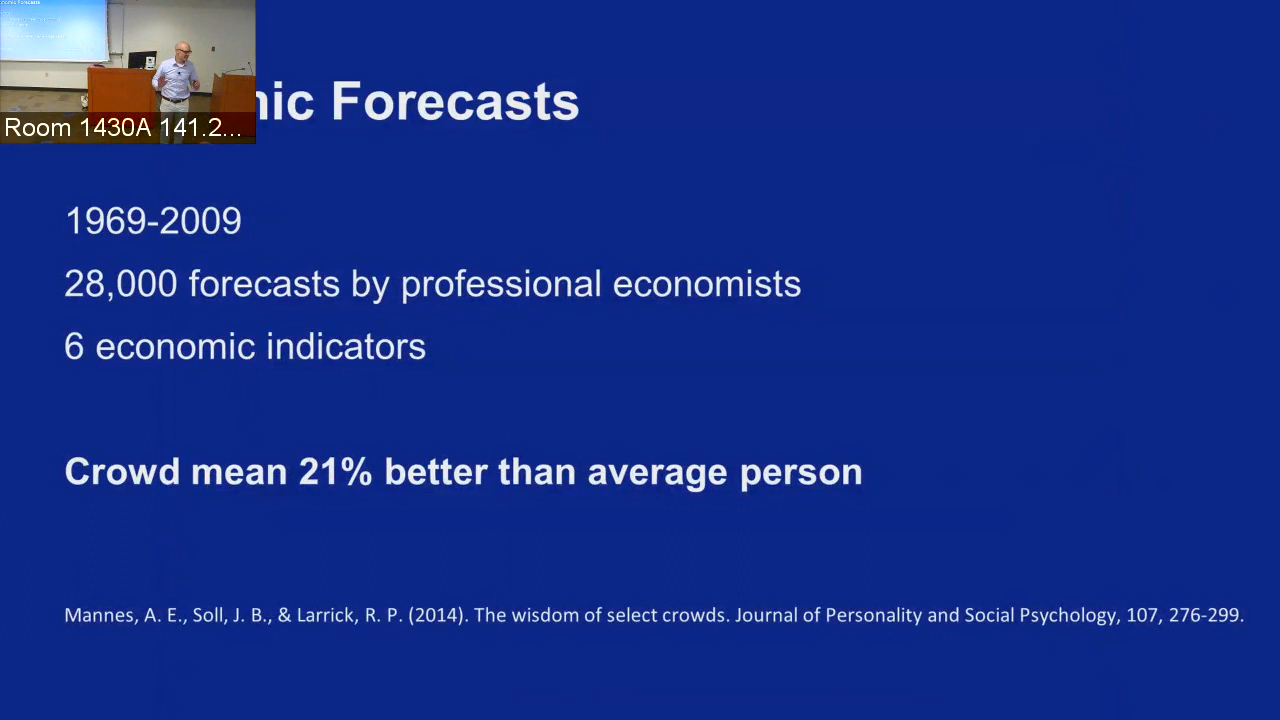 Room 1430A 141.2...
nic Forecasts
1969-2009
28,000 forecasts by professional economists
6 economic indicators
Crowd mean 21% better than average person
Mannes, A. E., Soll, J. B., & Larrick, R. P. (2014). The wisdom of select crowds. Journal of Personality and Social Psychology, 107, 276-299.